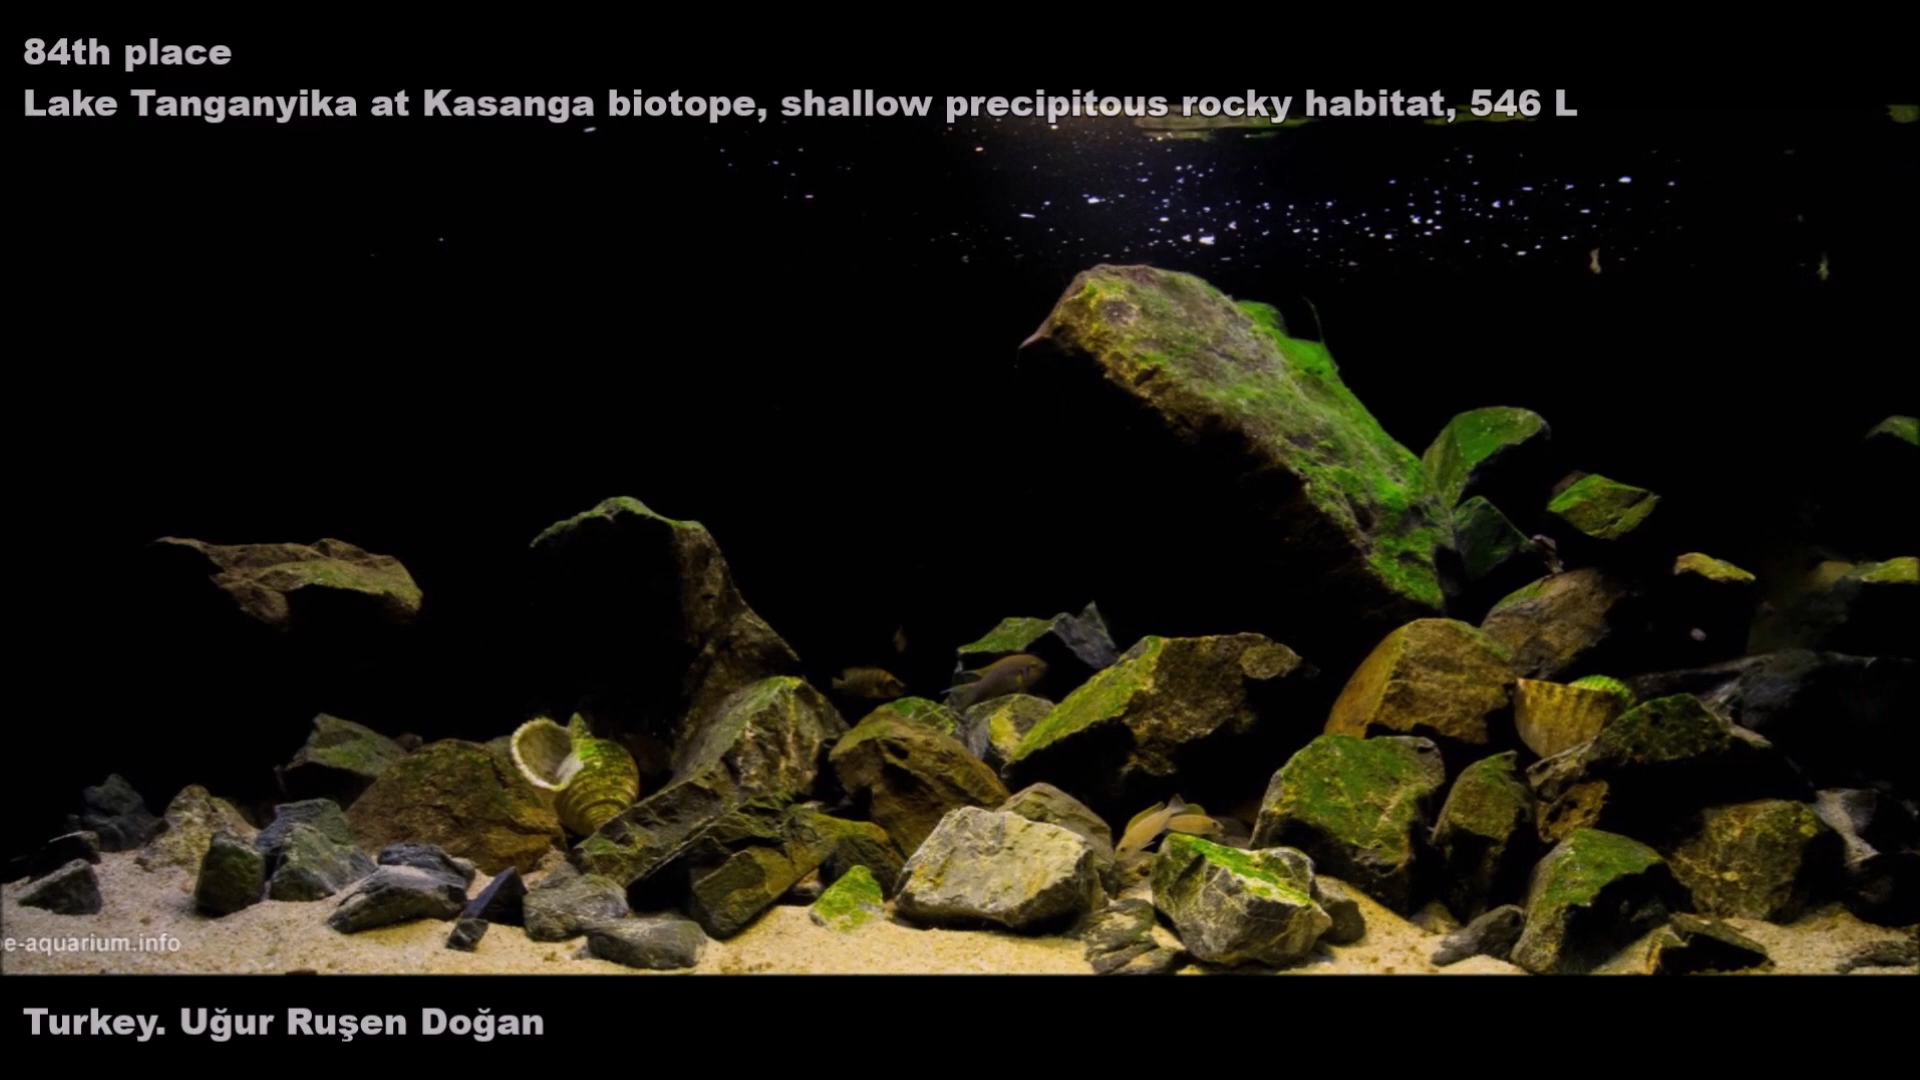 84th place
Lake Tanganyika at Kasanga biotope, shallow precipitous rocky habitat, 546 L
e-aquarium.info
Turkey. Uğur Ruşen Doğan